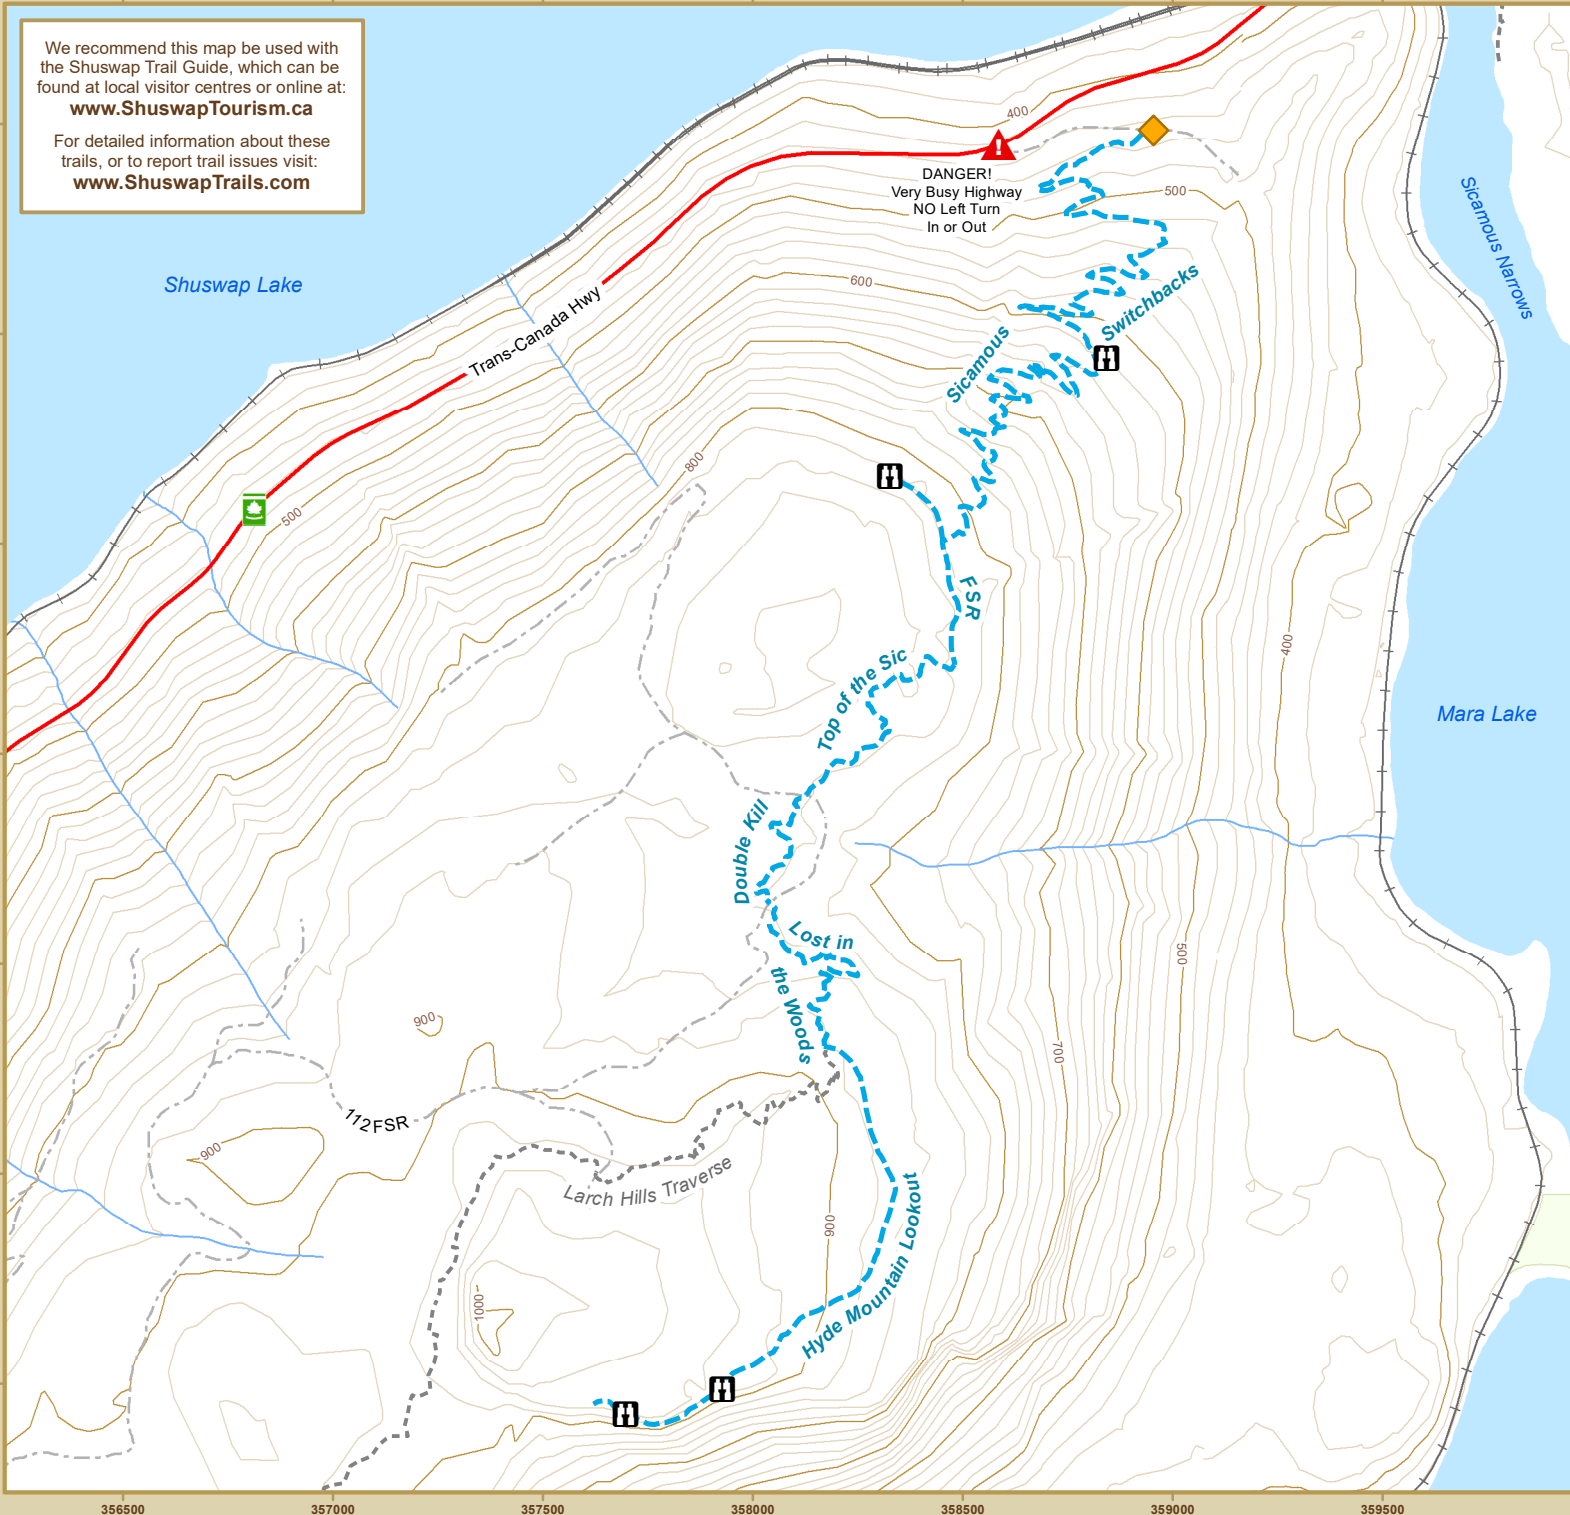 We recommend this map be used with
the Shuswap Trail Guide, which can be
found at local visitor centres or online at:
www.ShuswapTourism.ca
For detailed information about these
trails, or to report trail issues visit:
www.ShuswapTrails.com
400
DANGER!
Very Busy Highway
NO Left Turn
In or Out
500
Sicamous Narrows
Shuswap Lake
600
Trans-Canada Hwy
Sicamous
Switchbacks
800
500
FSR
400
Top of the Sic
Mara Lake
Double Kill
Lost in
the Woods
500
900
700
112 FSR
900
Larch Hills Traverse
900
Hyde Mountain Lookout
1000
356500
357000
357500
358000
358500
359000
359500